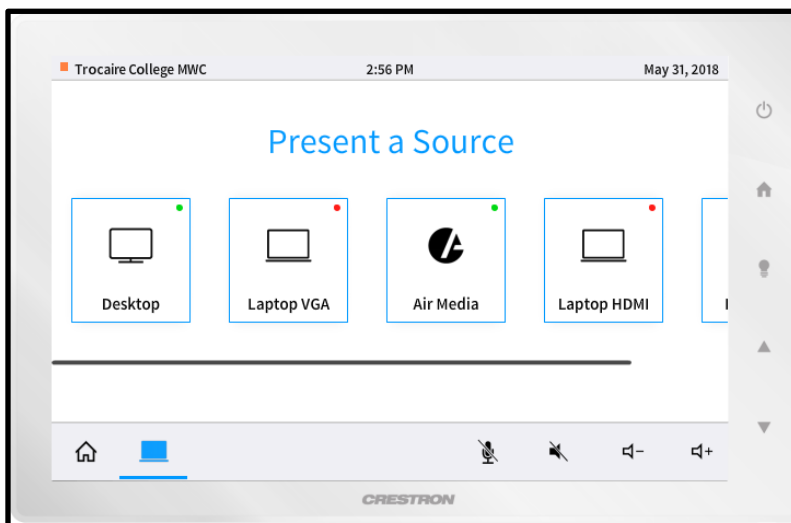 Trocaire College MWC 2:56 PM May 31, 2018
Present a Source
Desktop Laptop VGA Air Media Laptop HDMI
CRESTRON